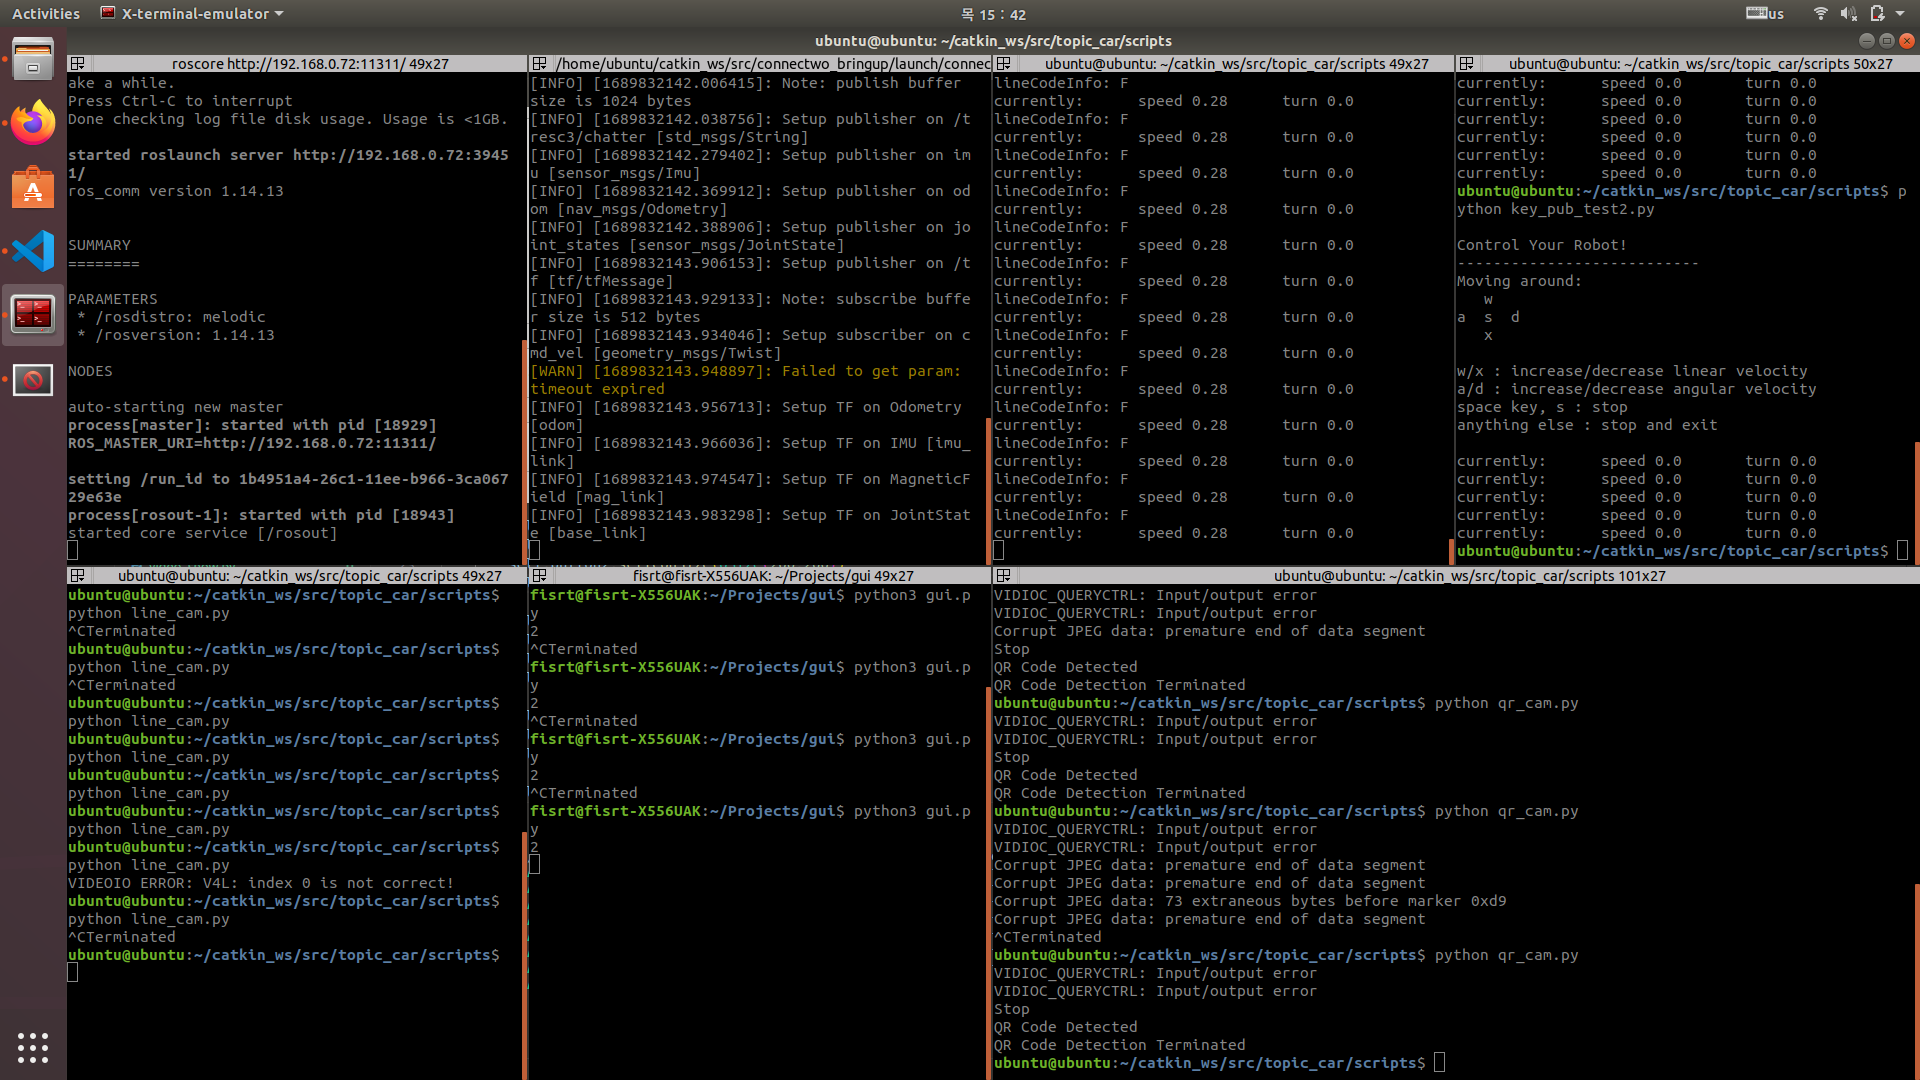 Activities
X-terminal-emulator
목 15 : 42
us
ubuntu@ubuntu: ~/catkin_ws/src/topic_car/scripts
roscore http://192.168.0.72:11311/ 49x27
ake a while.
Press Ctrl-C to interrupt
Done checking log file disk usage. Usage is <1GB.
started roslaunch server http://192.168.0.72:3945
1/
ros_comm version 1.14.13
SUMMARY
========
PARAMETERS
* /rosdistro: melodic
* /rosversion: 1.14.13
NODES
auto-starting new master
process[master]: started with pid [18929]
ROS_MASTER_URI=http://192.168.0.72:11311/
setting /run_id to 1b4951a4-26c1-11ee-b966-3ca067
29e63e
process[rosout-1]: started with pid [18943]
started core service [/rosout]
/home/ubuntu/catkin_ws/src/connectwo_bringup/launch/connec
[INFO] [1689832142.006415]: Note: publish buffer
size is 1024 bytes
[INFO] [1689832142.038756]: Setup publisher on /t
resc3/chatter [std_msgs/String]
[INFO] [1689832142.279402]: Setup publisher on im
u [sensor_msgs/Imu]
[INFO] [1689832142.369912]: Setup publisher on od
om [nav_msgs/Odometry]
[INFO] [1689832142.388906]: Setup publisher on jo
int_states [sensor_msgs/JointState]
[INFO] [1689832143.906153]: Setup publisher on /t
f [tf/tfMessage]
[INFO] [1689832143.929133]: Note: subscribe buffe
r size is 512 bytes
[INFO] [1689832143.934046]: Setup subscriber on c
md_vel [geometry_msgs/Twist]
[WARN] [1689832143.948897]: Failed to get param:
timeout expired
[INFO] [1689832143.956713]: Setup TF on Odometry
[odom]
[INFO] [1689832143.966036]: Setup TF on IMU [imu_
link]
[INFO] [1689832143.974547]: Setup TF on MagneticF
ield [mag_link]
[INFO] [1689832143.983298]: Setup TF on JointStat
e [base_link]
ubuntu@ubuntu: ~/catkin_ws/src/topic_car/scripts 49x27
lineCodeInfo: F
currently: speed 0.28 turn 0.0
lineCodeInfo: F
currently: speed 0.28 turn 0.0
lineCodeInfo: F
currently: speed 0.28 turn 0.0
lineCodeInfo: F
currently: speed 0.28 turn 0.0
lineCodeInfo: F
currently: speed 0.28 turn 0.0
lineCodeInfo: F
currently: speed 0.28 turn 0.0
lineCodeInfo: F
currently: speed 0.28 turn 0.0
lineCodeInfo: F
currently: speed 0.28 turn 0.0
lineCodeInfo: F
currently: speed 0.28 turn 0.0
lineCodeInfo: F
currently: speed 0.28 turn 0.0
lineCodeInfo: F
currently: speed 0.28 turn 0.0
lineCodeInfo: F
currently: speed 0.28 turn 0.0
lineCodeInfo: F
currently: speed 0.28 turn 0.0
ubuntu@ubuntu: ~/catkin_ws/src/topic_car/scripts 50x27
currently: speed 0.0 turn 0.0
currently: speed 0.0 turn 0.0
currently: speed 0.0 turn 0.0
currently: speed 0.0 turn 0.0
currently: speed 0.0 turn 0.0
currently: speed 0.0 turn 0.0
ubuntu@ubuntu:~/catkin_ws/src/topic_car/scripts$ p
ython key_pub_test2.py
Control Your Robot!
---------------------------
Moving around:
w
a s d
x
w/x : increase/decrease linear velocity
a/d : increase/decrease angular velocity
space key, s : stop
anything else : stop and exit
currently: speed 0.0 turn 0.0
currently: speed 0.0 turn 0.0
currently: speed 0.0 turn 0.0
currently: speed 0.0 turn 0.0
currently: speed 0.0 turn 0.0
ubuntu@ubuntu:~/catkin_ws/src/topic_car/scripts$
ubuntu@ubuntu: ~/catkin_ws/src/topic_car/scripts 49x27
ubuntu@ubuntu:~/catkin_ws/src/topic_car/scripts$
python line_cam.py
^CTerminated
ubuntu@ubuntu:~/catkin_ws/src/topic_car/scripts$
python line_cam.py
^CTerminated
ubuntu@ubuntu:~/catkin_ws/src/topic_car/scripts$
python line_cam.py
ubuntu@ubuntu:~/catkin_ws/src/topic_car/scripts$
python line_cam.py
ubuntu@ubuntu:~/catkin_ws/src/topic_car/scripts$
python line_cam.py
ubuntu@ubuntu:~/catkin_ws/src/topic_car/scripts$
python line_cam.py
ubuntu@ubuntu:~/catkin_ws/src/topic_car/scripts$
python line_cam.py
VIDEOIO ERROR: V4L: index 0 is not correct!
ubuntu@ubuntu:~/catkin_ws/src/topic_car/scripts$
python line_cam.py
^CTerminated
ubuntu@ubuntu:~/catkin_ws/src/topic_car/scripts$
fisrt@fisrt-X556UAK: ~/Projects/gui 49x27
fisrt@fisrt-X556UAK:~/Projects/gui$ python3 gui.p
y
2
^CTerminated
fisrt@fisrt-X556UAK:~/Projects/gui$ python3 gui.p
y
2
^CTerminated
fisrt@fisrt-X556UAK:~/Projects/gui$ python3 gui.p
y
2
^CTerminated
fisrt@fisrt-X556UAK:~/Projects/gui$ python3 gui.p
y
2
ubuntu@ubuntu: ~/catkin_ws/src/topic_car/scripts 101x27
VIDIOC_QUERYCTRL: Input/output error
VIDIOC_QUERYCTRL: Input/output error
Corrupt JPEG data: premature end of data segment
Stop
QR Code Detected
QR Code Detection Terminated
ubuntu@ubuntu:~/catkin_ws/src/topic_car/scripts$ python qr_cam.py
VIDIOC_QUERYCTRL: Input/output error
VIDIOC_QUERYCTRL: Input/output error
Stop
QR Code Detected
QR Code Detection Terminated
ubuntu@ubuntu:~/catkin_ws/src/topic_car/scripts$ python qr_cam.py
VIDIOC_QUERYCTRL: Input/output error
VIDIOC_QUERYCTRL: Input/output error
Corrupt JPEG data: premature end of data segment
Corrupt JPEG data: premature end of data segment
Corrupt JPEG data: 73 extraneous bytes before marker 0xd9
Corrupt JPEG data: premature end of data segment
^CTerminated
ubuntu@ubuntu:~/catkin_ws/src/topic_car/scripts$ python qr_cam.py
VIDIOC_QUERYCTRL: Input/output error
VIDIOC_QUERYCTRL: Input/output error
Stop
QR Code Detected
QR Code Detection Terminated
ubuntu@ubuntu:~/catkin_ws/src/topic_car/scripts$